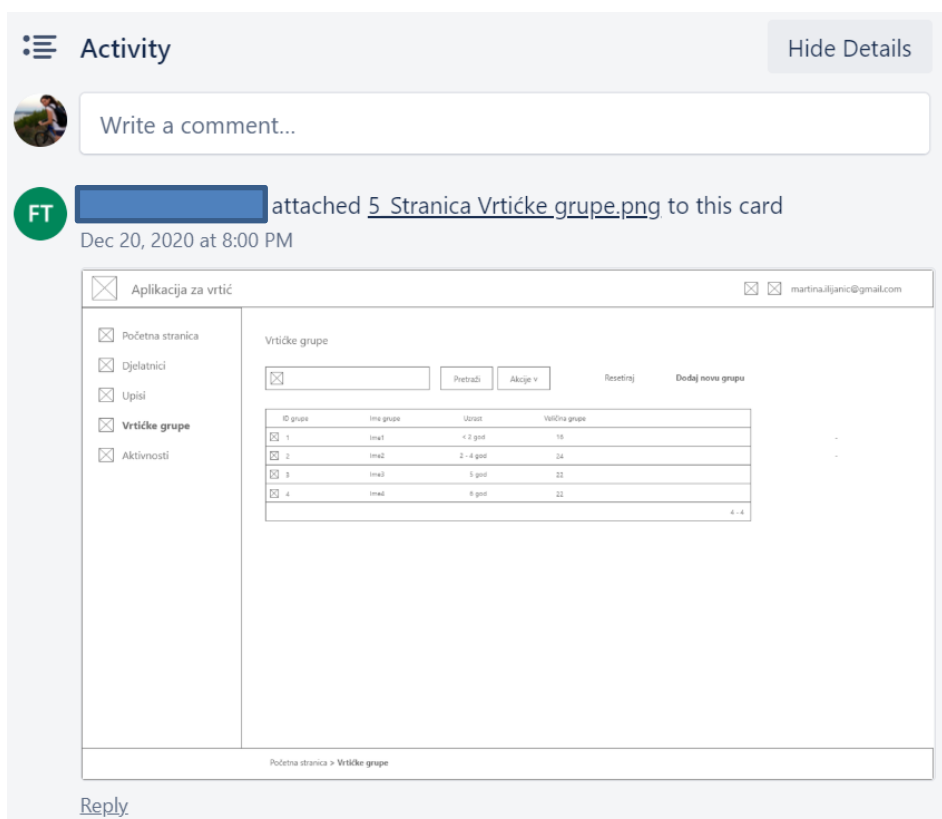 Activity
Hide Details
Write a comment...
FT
attached 5_Stranica Vrtićke grupe.png to this card
Dec 20, 2020 at 8:00 PM
Aplikacija za vrtić
martina.ilijanic@gmail.com
Početna stranica
Djelatnici
Upisi
Vrtićke grupe
Aktivnosti
Vrtićke grupe
Pretraži Akcije v Resetiraj Dodaj novu grupu
ID grupe Ime grupe Uzrast Veličina grupe
1 Ime1 < 2 god 16
2 Ime2 2 - 4 god 24
3 Ime3 5 god 22
4 Ime4 6 god 22
4 - 4
Početna stranica > Vrtićke grupe
Reply